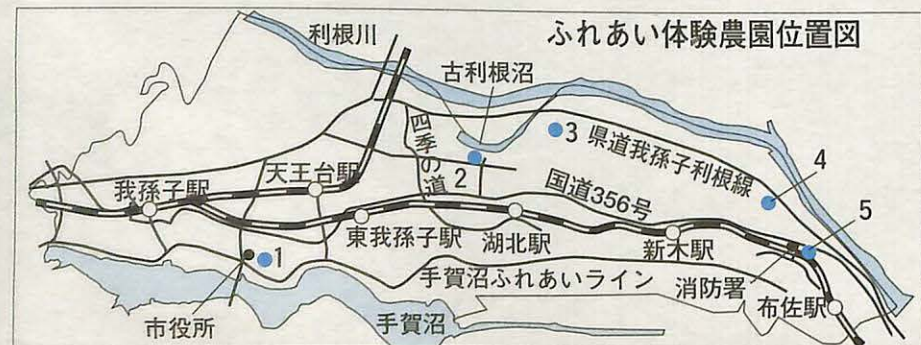 ふれあい体験農園位置図
利根川
古利根沼
四季の道
3
県道我孫子利根線
4
天王台駅
2
我孫子駅
国道356号
5
東我孫子駅
湖北駅
新木駅
1
手賀沼ふれあいライン
消防署
布佐駅
市役所
手賀沼